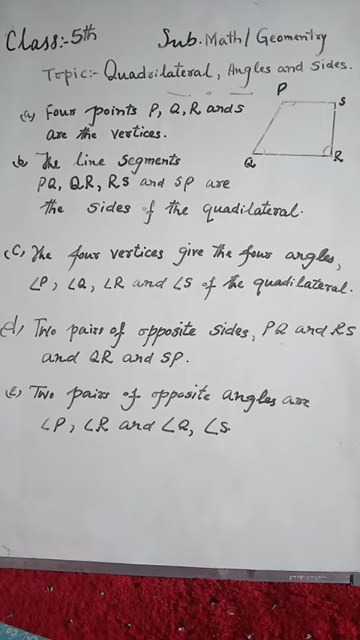 Class:- 5th Sub. Math/Geomentry
Topic:- Quadrilateral, Angles and Sides.
P
S
Q
R
(a) Four points P, Q, R and S
are the vertices.
b, The line segments
PQ, QR, RS and SP are
the sides of the quadrilateral.
(c, The four vertices give the four angles,
∠P, ∠Q, ∠R and ∠S of the quadrilateral.
d, Two pairs of opposite sides, PQ and RS
and QR and SP.
(e, Two pairs of opposite angles are
∠P, ∠R and ∠Q, ∠S.